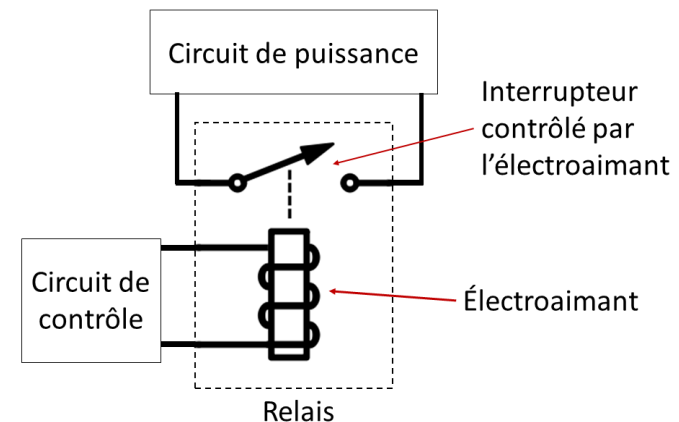 Circuit de puissance
Interrupteur
contrôlé par
l’électroaimant
Circuit de
contrôle
Électroaimant
Relais